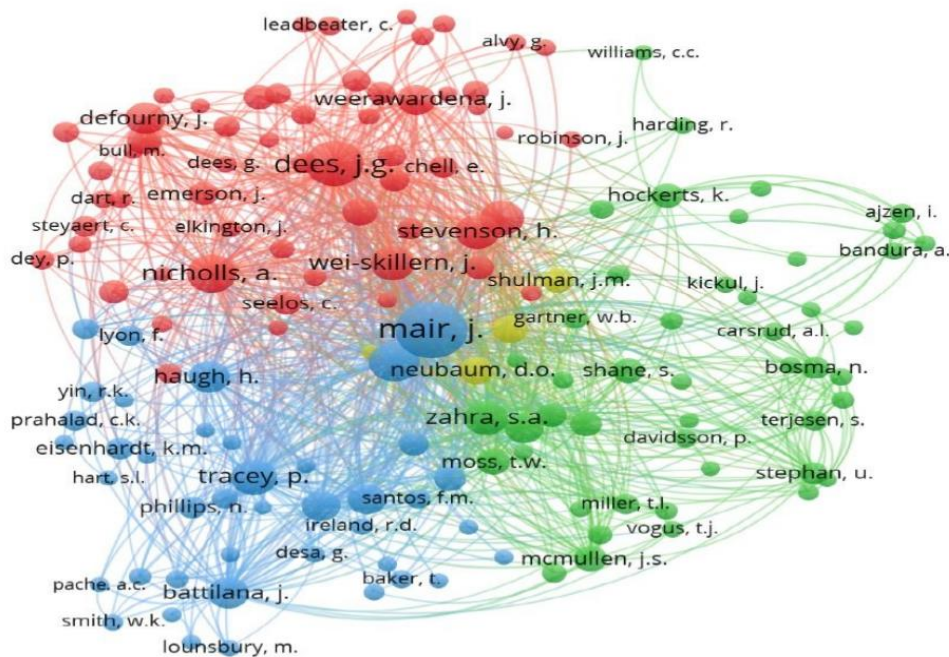 leadbeater, c.
alvy, g.
williams, c.c.
weerawardena, j.
defourny, j.
harding, r.
robinson, j.
bull, m.
dees, g.
dees, j.g.
chell, e.
dart, r.
emerson, j.
hockerts, k.
ajzen, i.
steyaert, c.
elkington, j.
stevenson, h.
bandura, a.
dey, p.
nicholls, a.
wei-skillern, j.
shulman, j.m.
kickul, j.
seelos, c.
gartner, w.b.
lyon, f.
mair, j.
carsrud, a.l.
haugh, h.
neubaum, d.o.
shane, s.
bosma, n.
yin, r.k.
prahalad, c.k.
zahra, s.a.
terjesen, s.
eisenhardt, k.m.
davidsson, p.
moss, t.w.
hart, s.l.
tracey, p.
stephan, u.
santos, f.m.
miller, t.l.
phillips, n.
ireland, r.d.
vogus, t.j.
desa, g.
mcmullen, j.s.
baker, t.
pache, a.c.
battilana, j.
smith, w.k.
lounsbury, m.